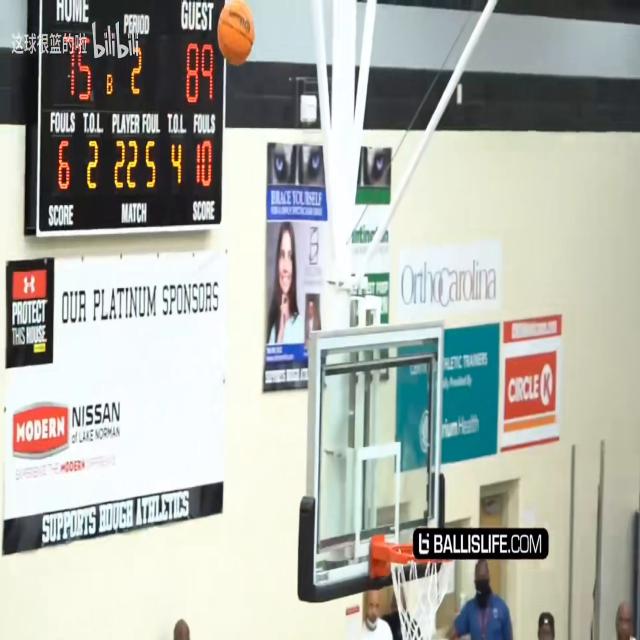 这球很篮的啦 bilibili
HOME PERIOD GUEST
75 B 2 89
FOULS T.O.L. PLAYER FOUL T.O.L. FOULS
6 2 22 5 4 10
SCORE MATCH SCORE
PROTECT
THIS HOUSE
OUR PLATINUM SPONSORS
MODERN NISSAN
of LAKE NORMAN
SUPPORTS ROUGH ATHLETICS
BRACE YOURSELF
OrthoCarolina
CIRCLE K
BALLISLIFE.COM